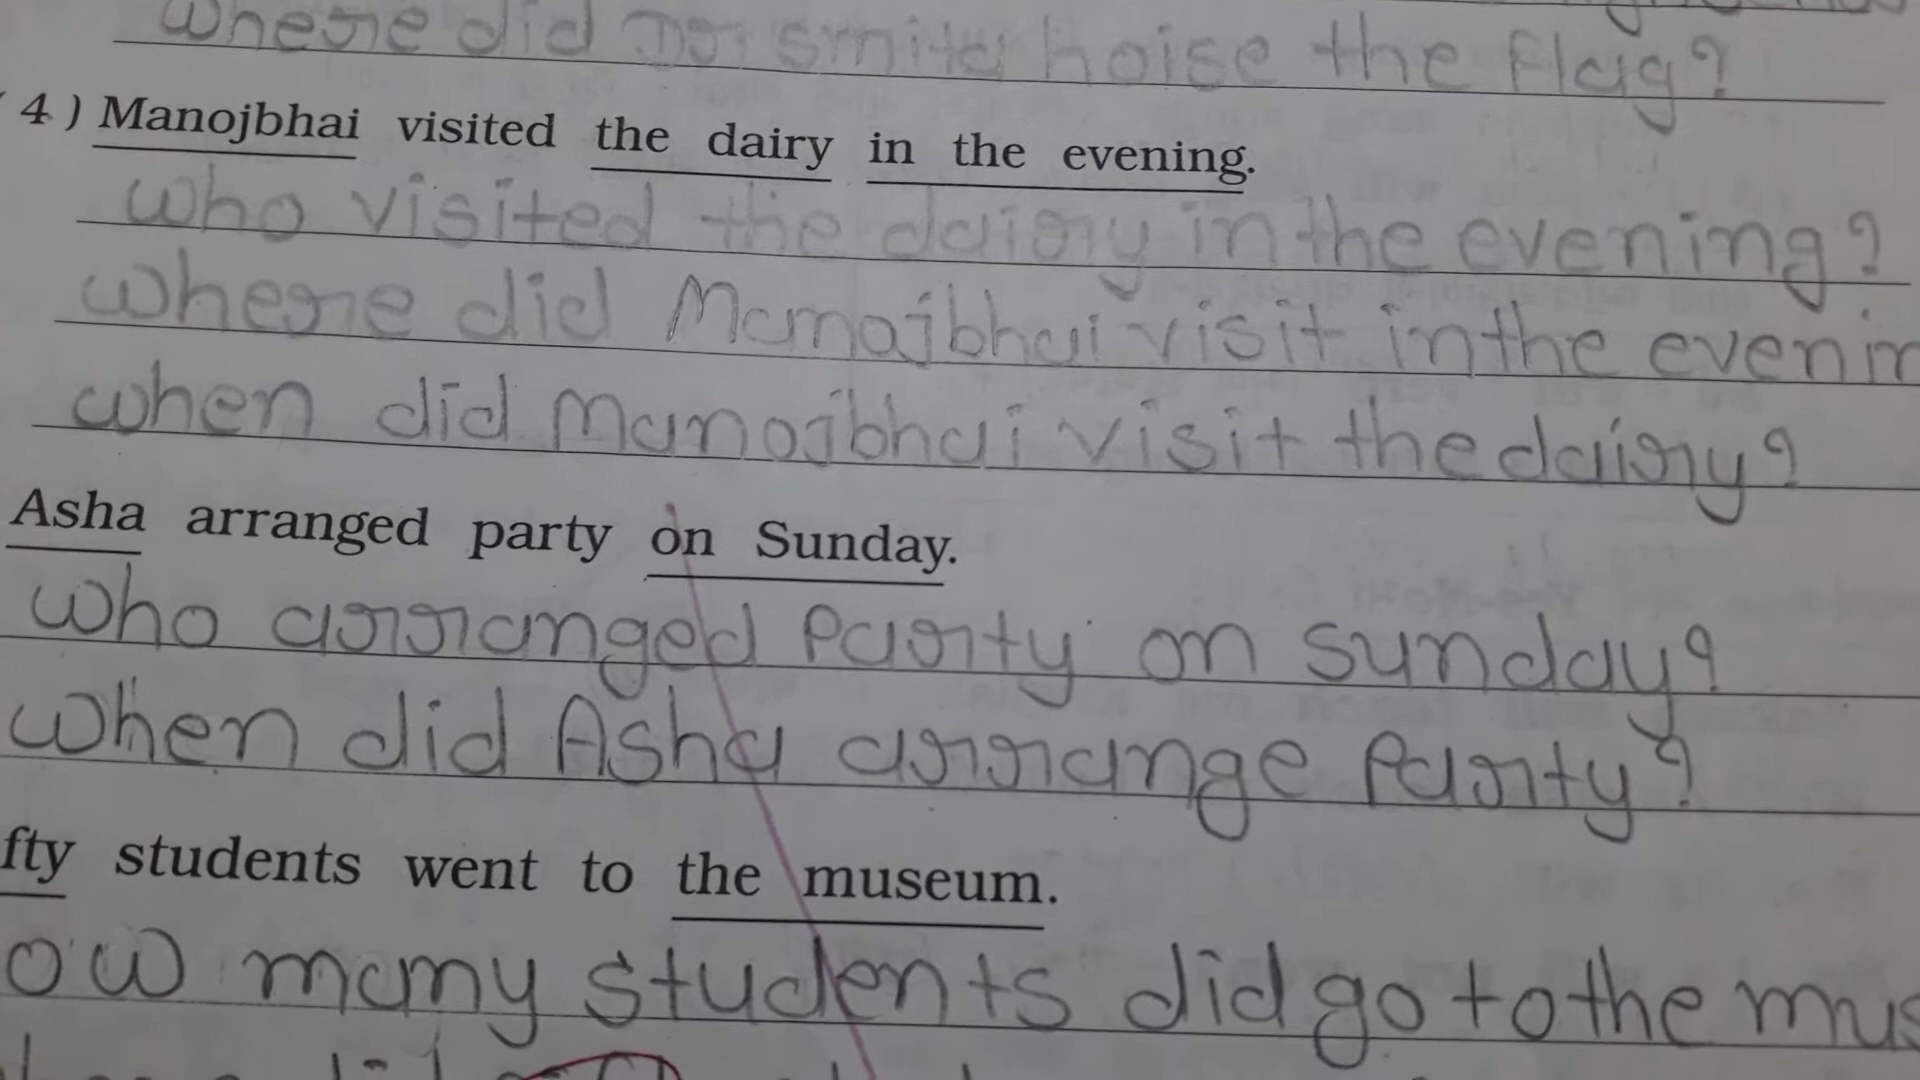 where did smita hoise the flag?
4) Manojbhai visited the dairy in the evening.
who visited the dairy in the evening?
where did Manojbhai visit in the evenin
when did Manojbhai visit the dairy?
Asha arranged party on Sunday.
who arranged Party on sunday?
when did Asha arrange Party?
fty students went to the museum.
ow many students did go to the mus